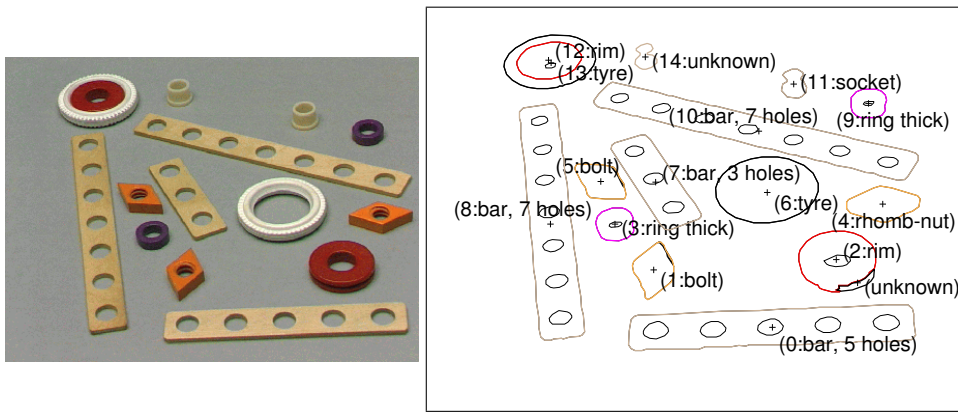 (12:rim)
(13:tyre)
(14:unknown)
(11:socket)
(10:bar, 7 holes)
(9:ring thick)
(5:bolt)
(7:bar, 3 holes)
(6:tyre)
(8:bar, 7 holes)
(4:rhomb-nut)
(3:ring thick)
(2:rim)
(1:bolt)
(unknown)
(0:bar, 5 holes)